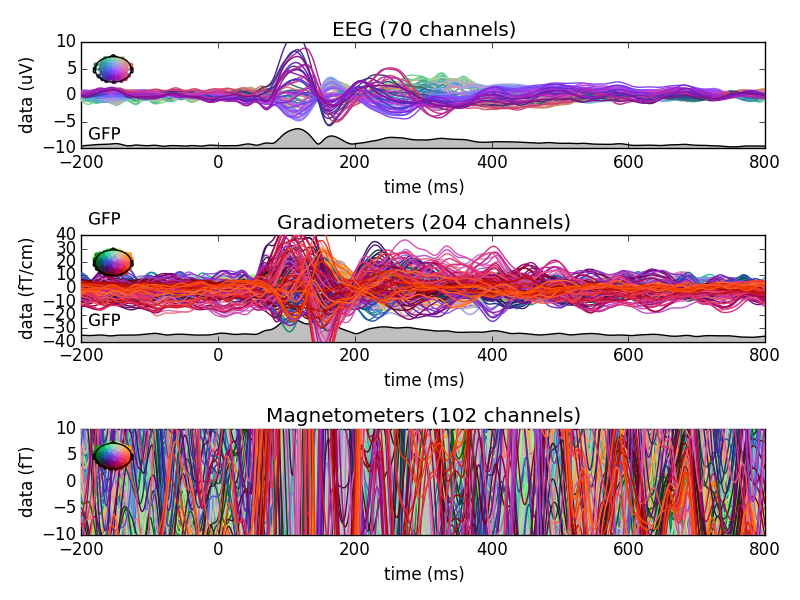 EEG (70 channels)
data (uV)
10
5
0
−5
−10
GFP
−200 0 200 400 600 800
time (ms)
GFP
Gradiometers (204 channels)
data (fT/cm)
40
30
20
10
0
−10
−20
−30
−40
GFP
−200 0 200 400 600 800
time (ms)
Magnetometers (102 channels)
data (fT)
10
5
0
−5
−10
−200 0 200 400 600 800
time (ms)